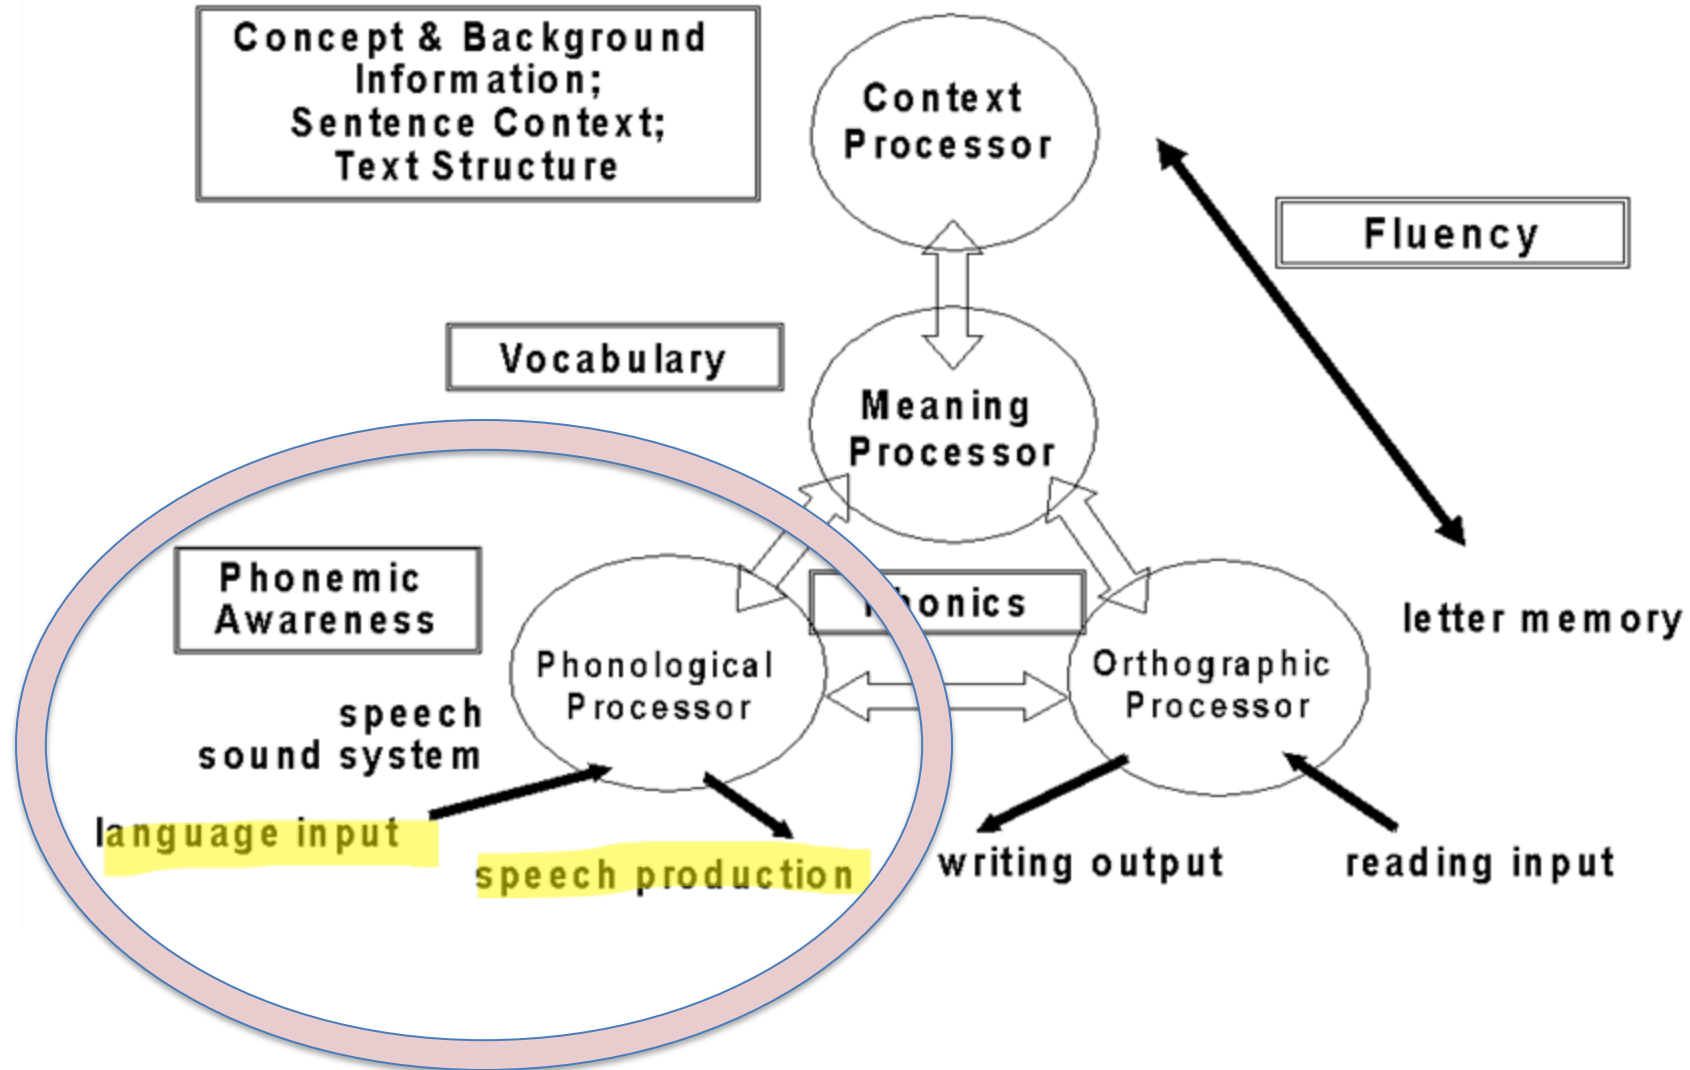 Concept & Background
Information;
Sentence Context;
Text Structure
Context
Processor
Fluency
Vocabulary
Meaning
Processor
Phonemic
Awareness
Phonics
letter memory
Phonological
Processor
Orthographic
Processor
speech
sound system
language input
speech production
writing output
reading input